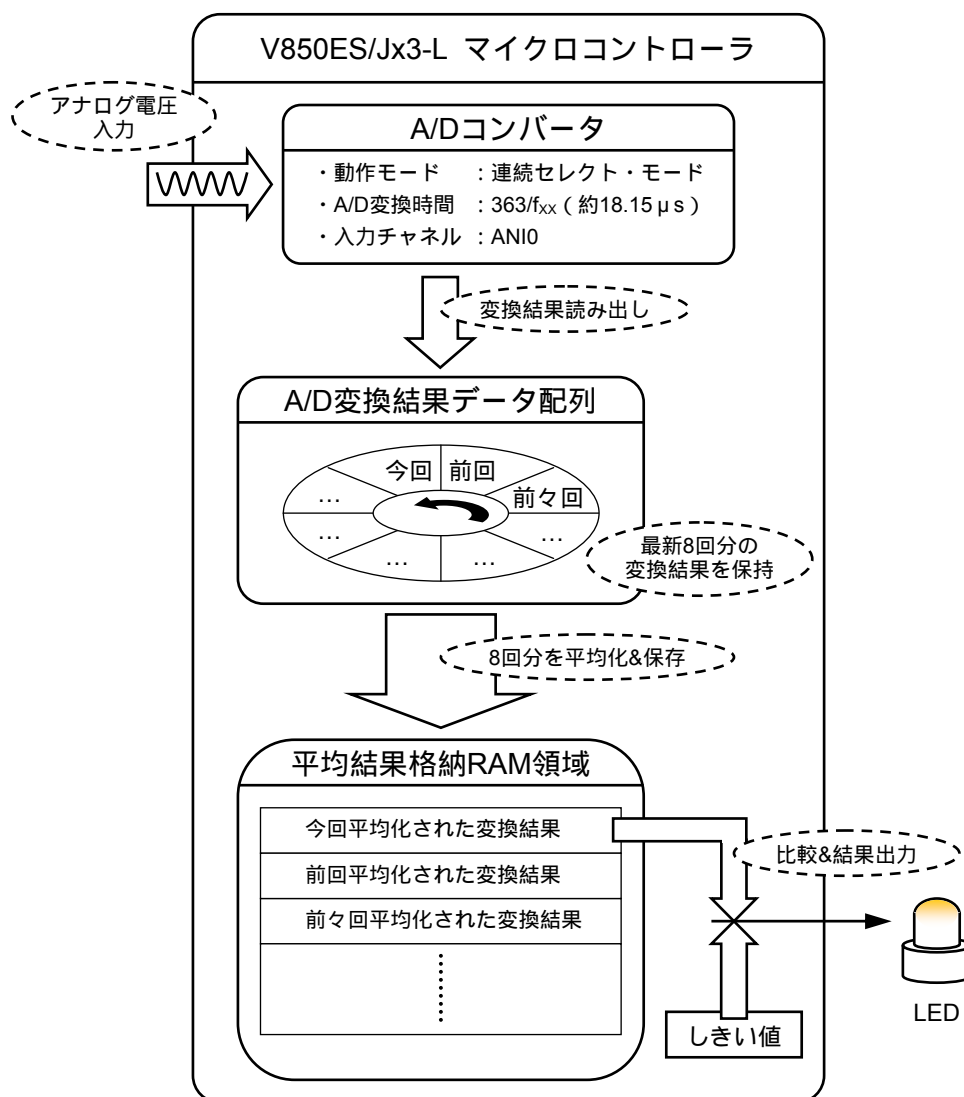 V850ES/Jx3-L マイクロコントローラ
アナログ電圧
入力
A/Dコンバータ
・動作モード　：連続セレクト・モード
・A/D変換時間　：363/fXX（約18.15μs）
・入力チャネル：ANI0
変換結果読み出し
A/D変換結果データ配列
今回 前回
… 前々回
… …
… …
最新8回分の
変換結果を保持
8回分を平均化&保存
平均結果格納RAM領域
今回平均化された変換結果
前回平均化された変換結果
前々回平均化された変換結果
比較&結果出力
しきい値
LED